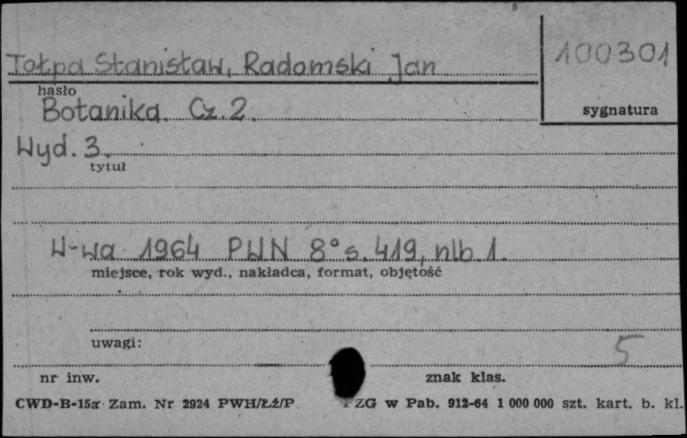 100301
Tołpa Stanisław, Radomski Jan
hasło
sygnatura
Botanika. Cz. 2.
Wyd. 3.
tytuł
W-wa 1964 PWN 8° s. 419, nlb. 1.
miejsce, rok wyd., nakładca, format, objętość
uwagi:
5
nr inw. znak klas.
CWD-B-15a Zam. Nr 2924 PWH/Łź/P PZG w Pab. 912-64 1 000 000 szt. kart. b. kl.